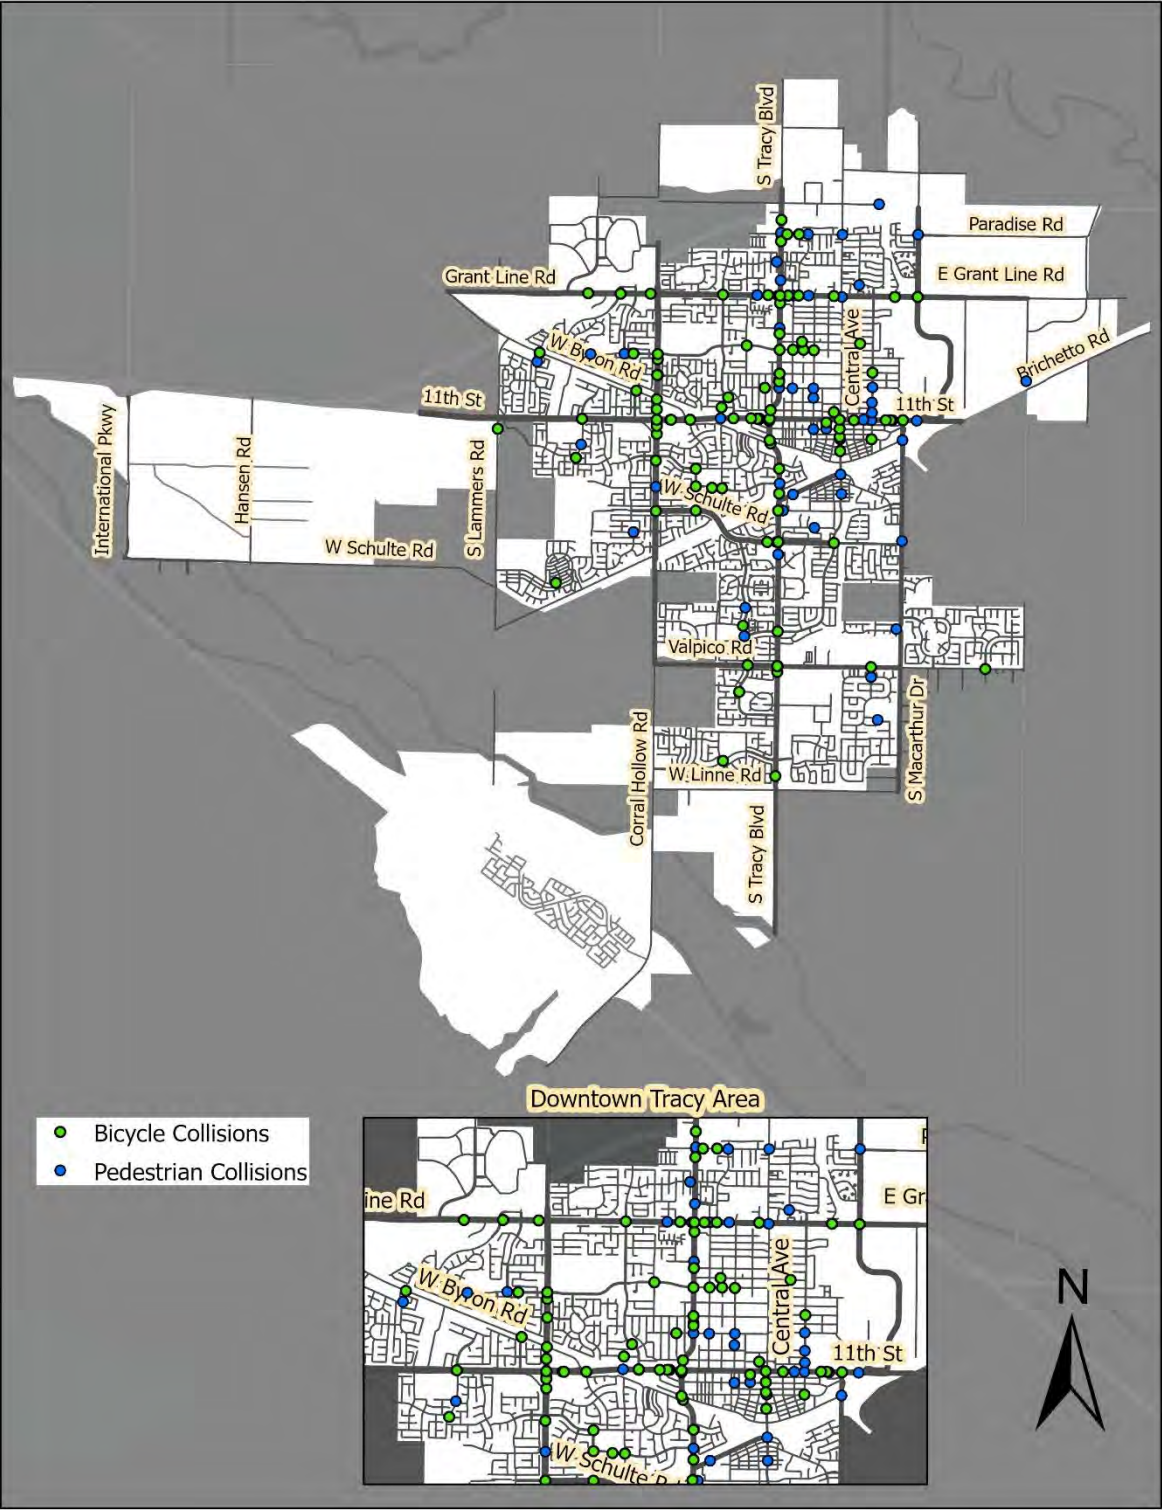 S Tracy Blvd
Paradise Rd
Grant Line Rd
E Grant Line Rd
W Byron Rd
Central Ave
Brichetto Rd
11th St
11th St
International Pkwy
Hansen Rd
S Lammers Rd
W Schulte Rd
W Schulte Rd
Valpico Rd
Corral Hollow Rd
S Macarthur Dr
W Linne Rd
S Tracy Blvd
Downtown Tracy Area
Bicycle Collisions
Pedestrian Collisions
ine Rd
E Gr
W Byron Rd
Central Ave
11th St
W Schulte
N